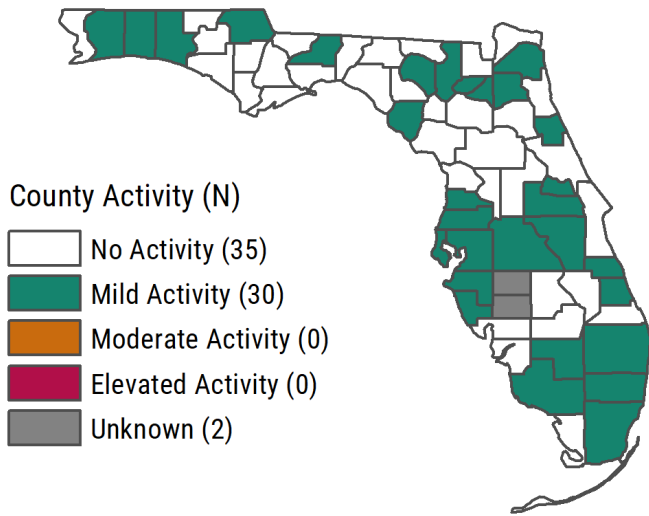 County Activity (N)
No Activity (35)
Mild Activity (30)
Moderate Activity (0)
Elevated Activity (0)
Unknown (2)